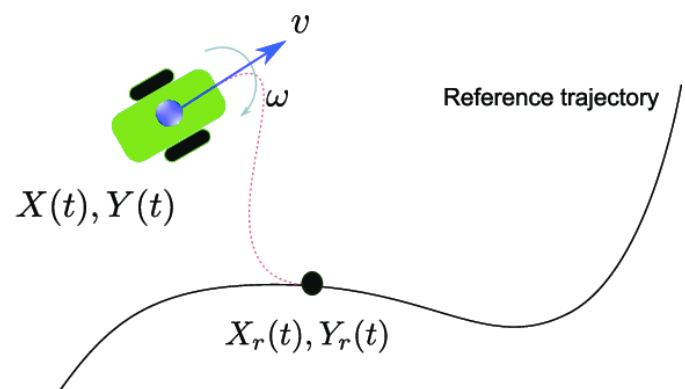 v
ω
Reference trajectory
X(t), Y(t)
X_r(t), Y_r(t)